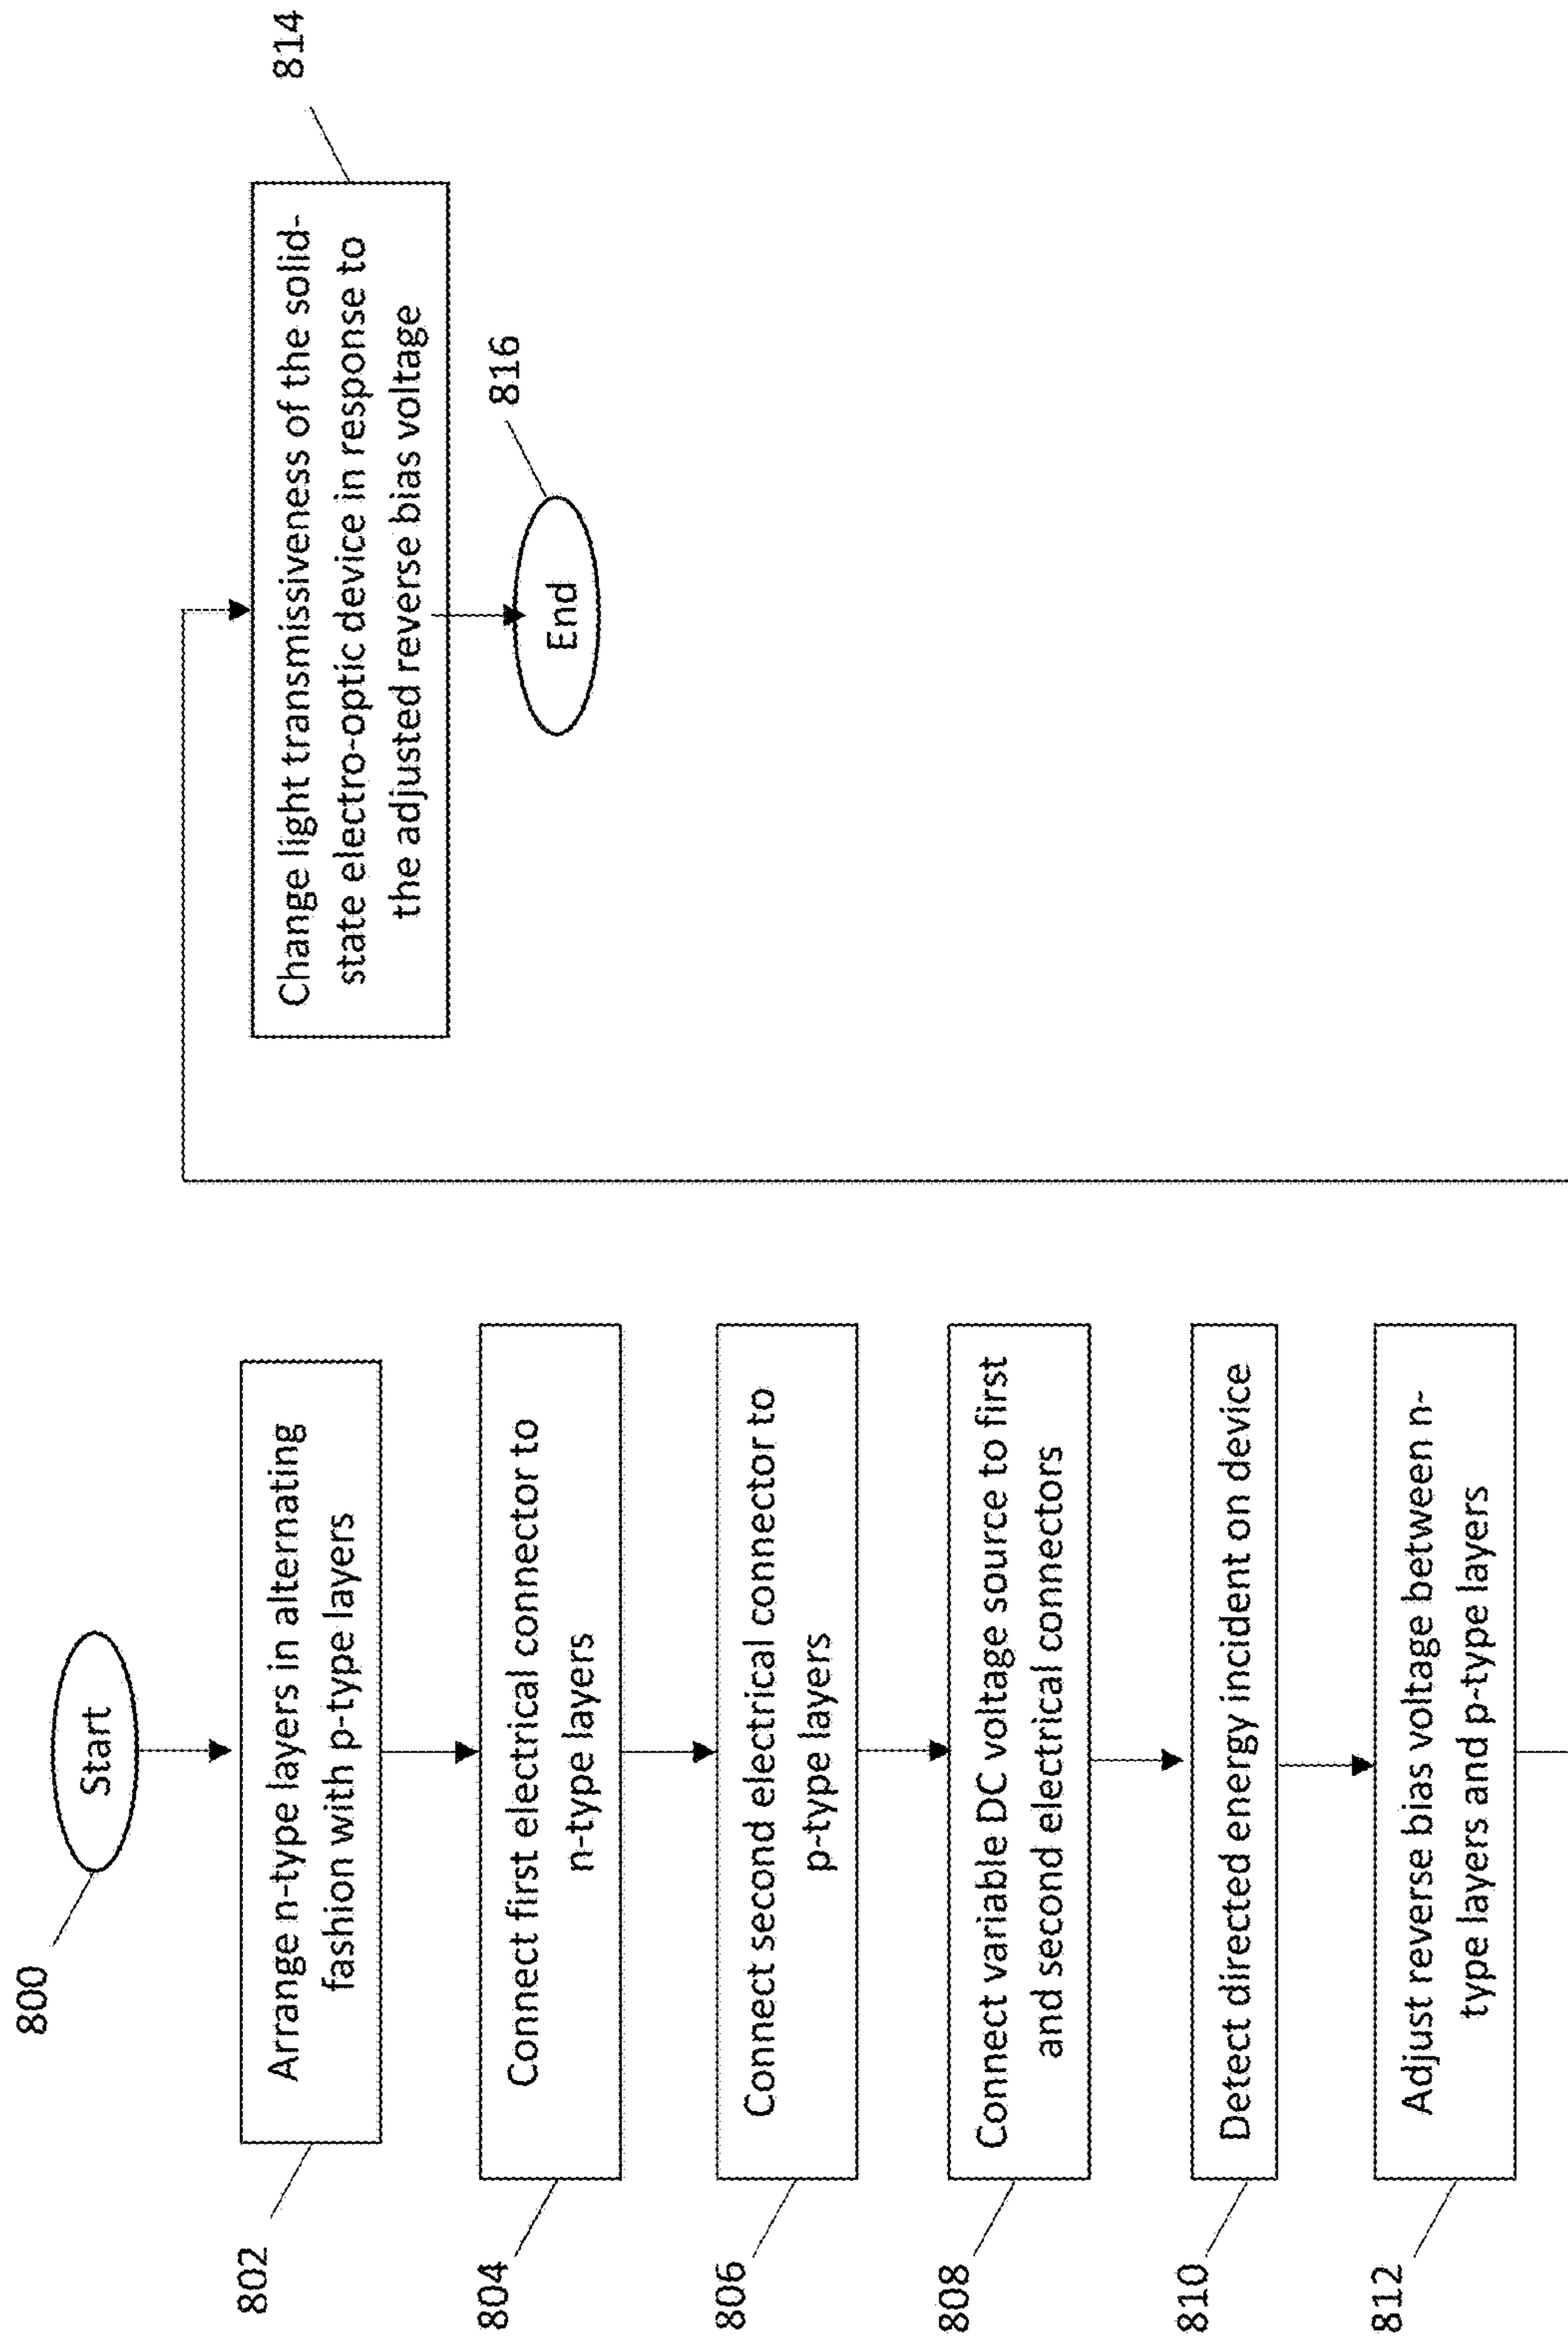 800
Start
802
Arrange n-type layers in alternating
fashion with p-type layers
804
Connect first electrical connector to
n-type layers
806
Connect second electrical connector to
p-type layers
808
Connect variable DC voltage source to first
and second electrical connectors
810
Detect directed energy incident on device
812
Adjust reverse bias voltage between n-
type layers and p-type layers
814
Change light transmissiveness of the solid-
state electro-optic device in response to
the adjusted reverse bias voltage
816
End